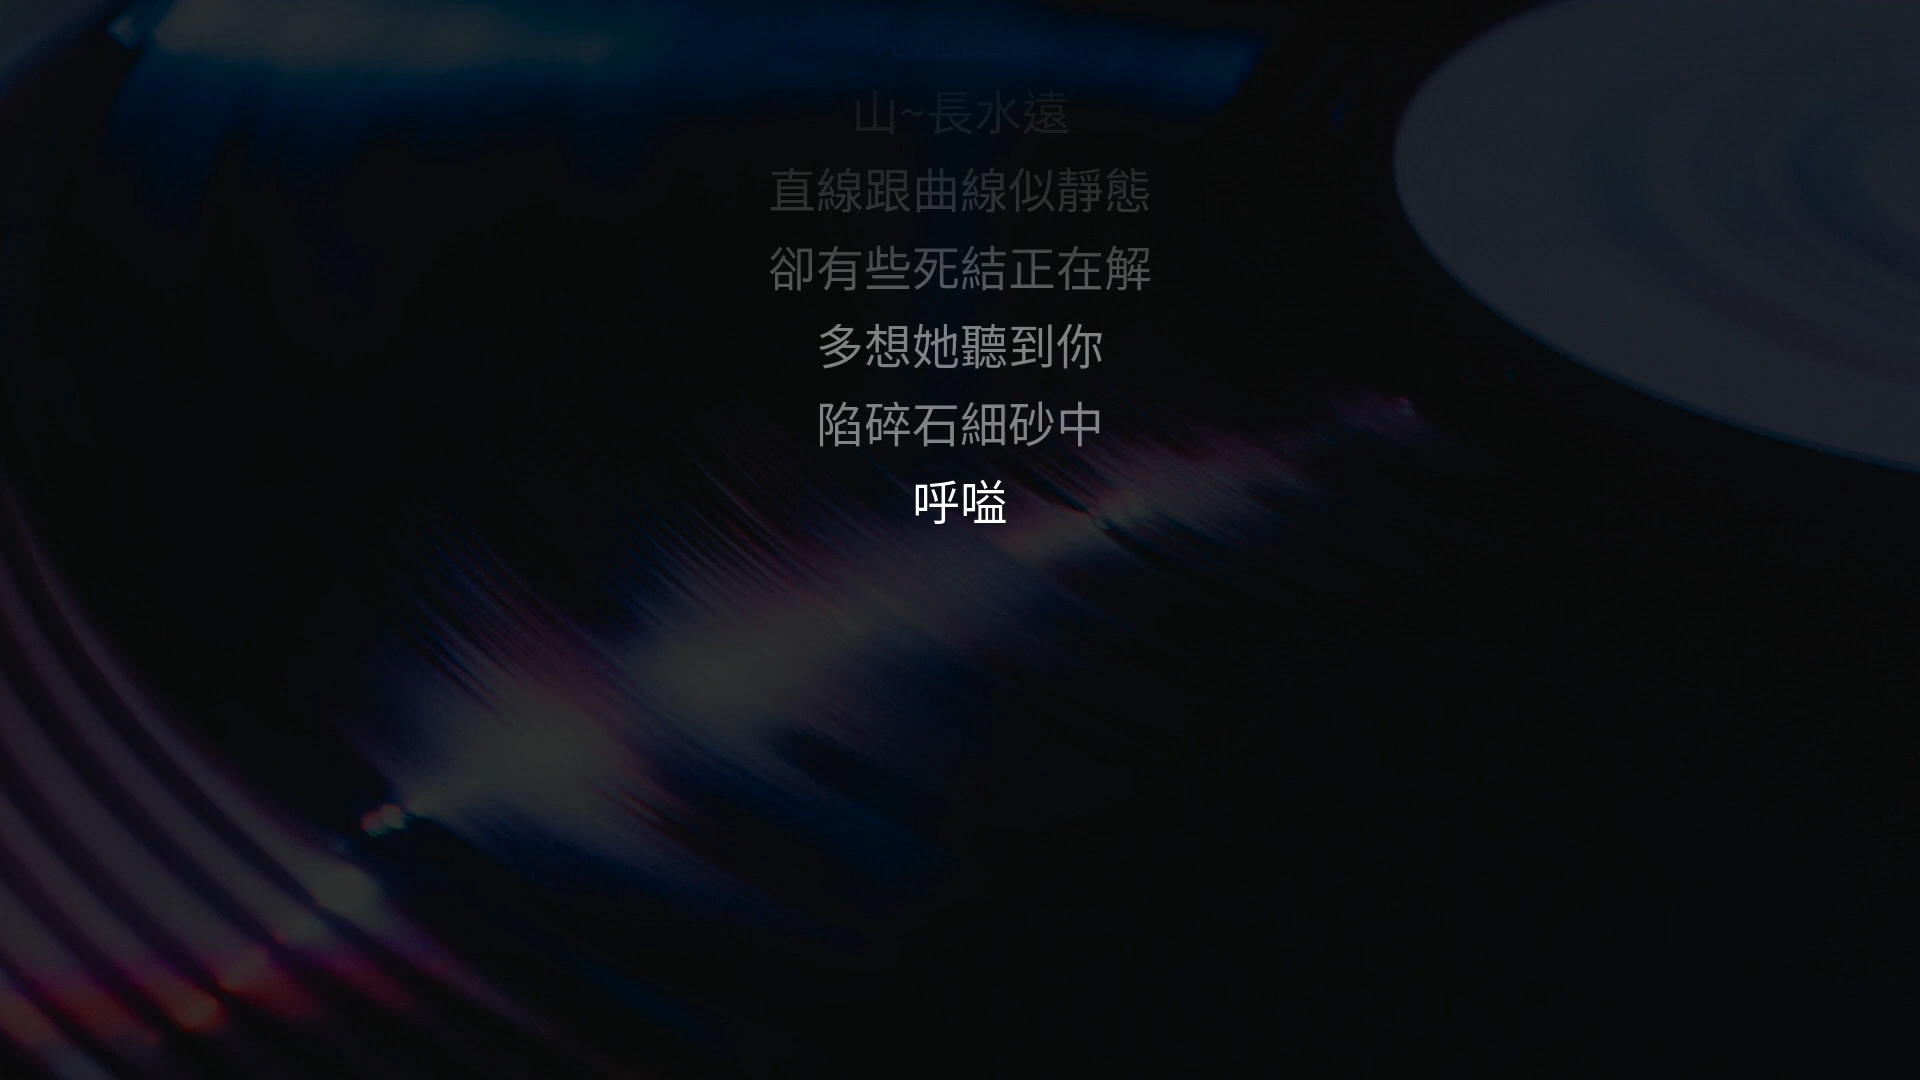 山~長水遠
直線跟曲線似靜態
卻有些死結正在解
多想她聽到你
陷碎石細砂中
呼嗌